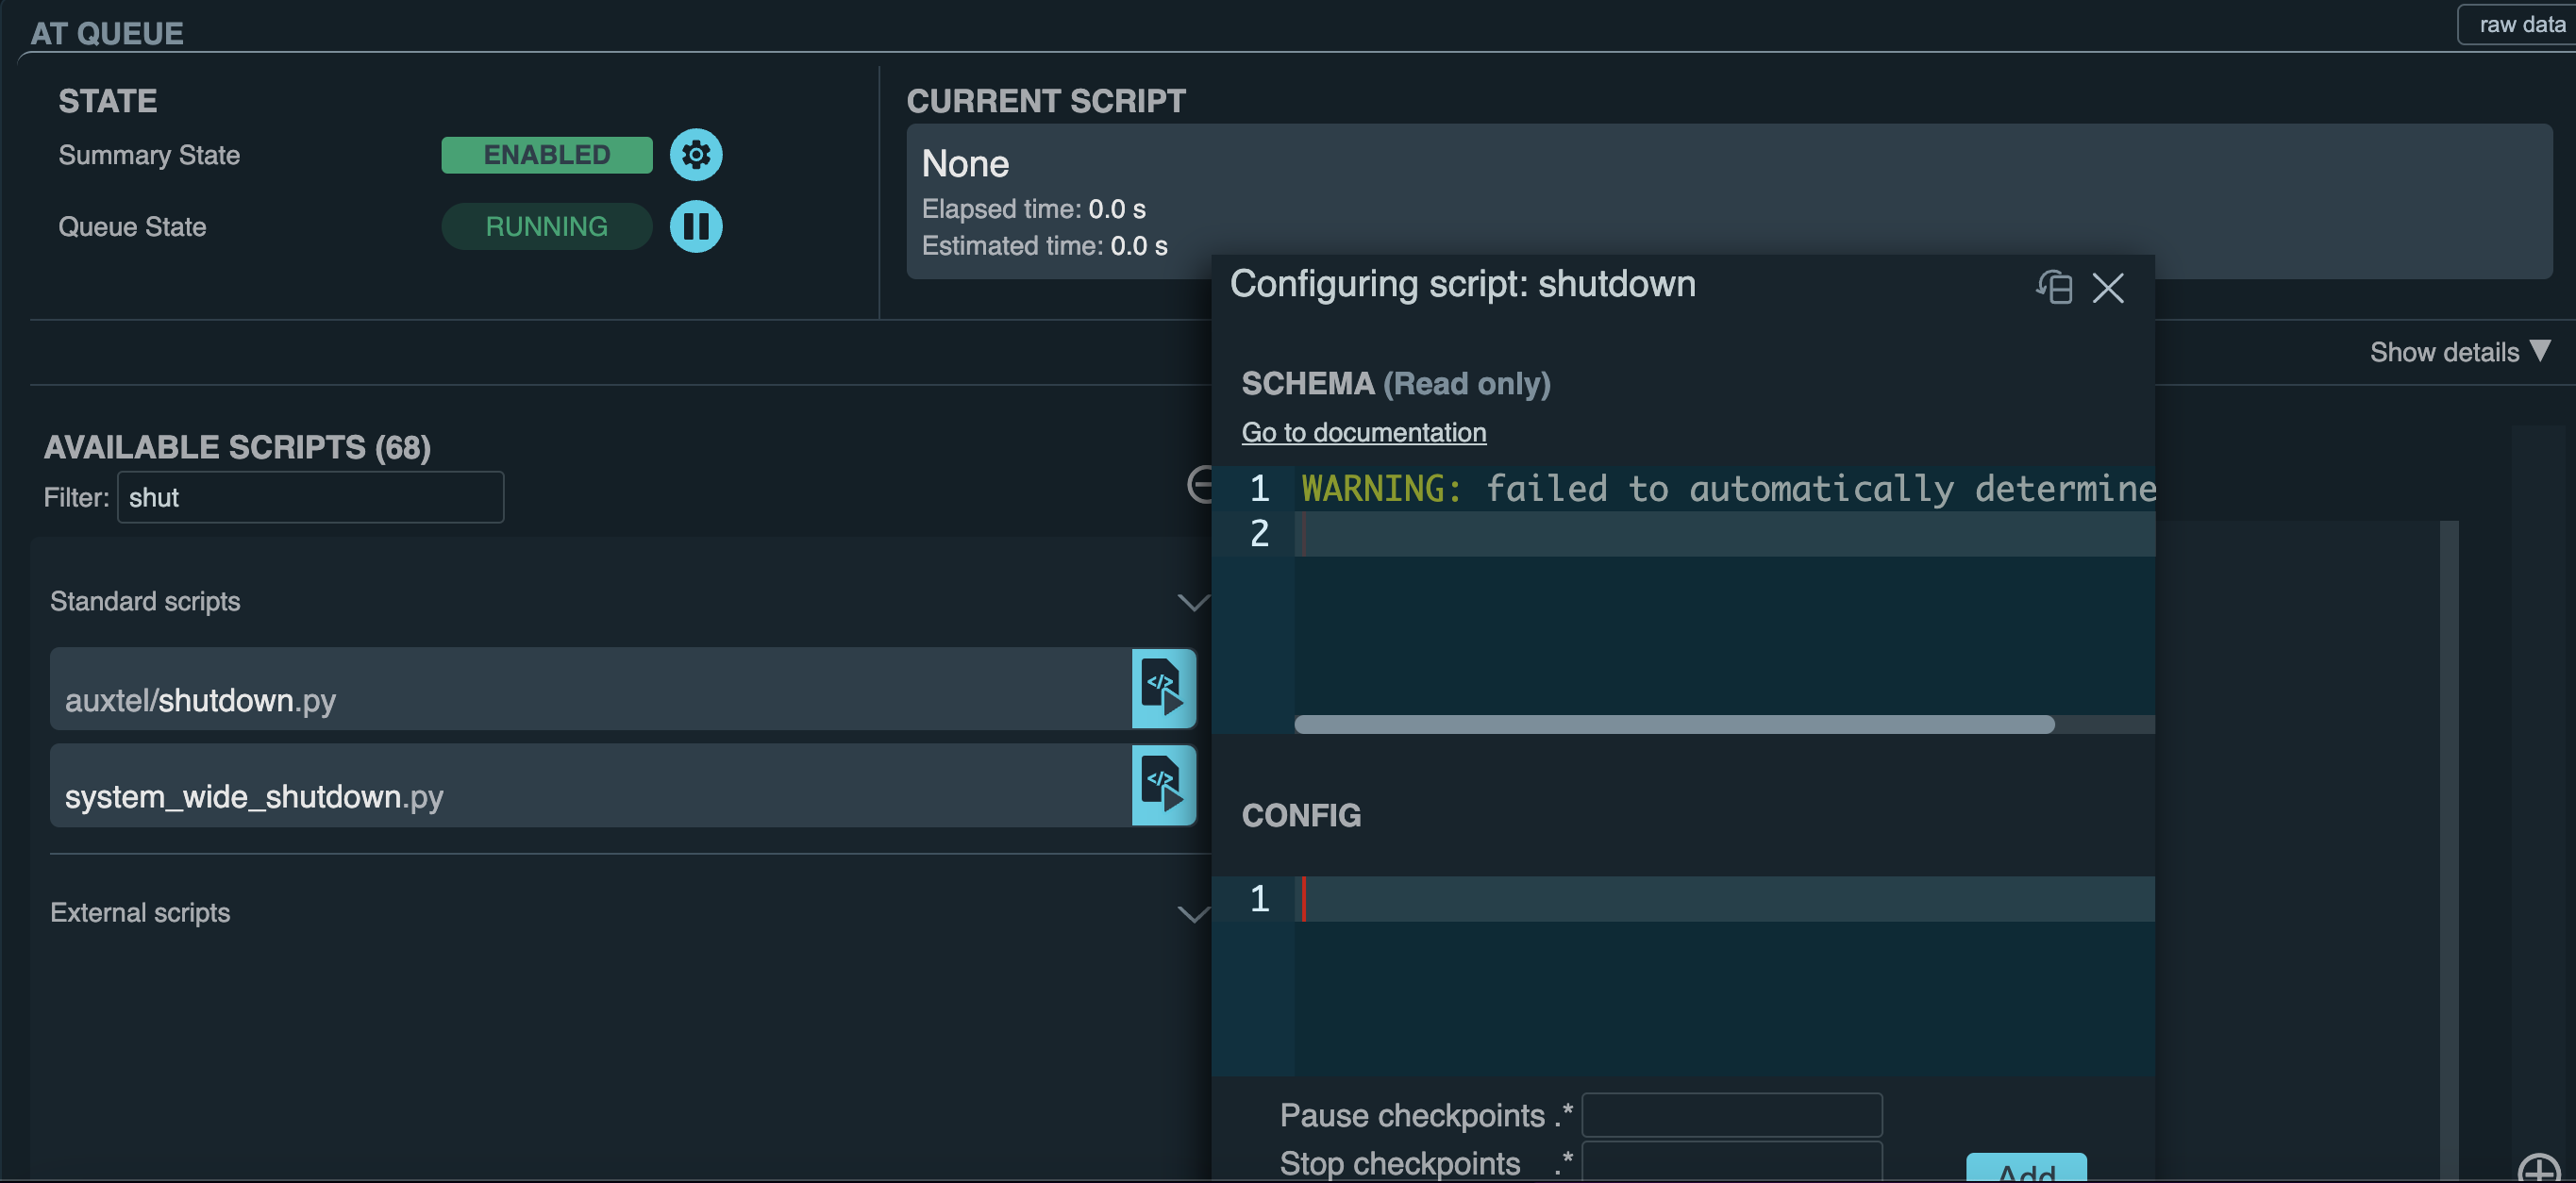 AT QUEUE
raw data
STATE
Summary State
ENABLED
Queue State
RUNNING
CURRENT SCRIPT
None
Elapsed time: 0.0 s
Estimated time: 0.0 s
Show details ▼
AVAILABLE SCRIPTS (68)
Filter: shut
Standard scripts
auxtel/shutdown.py
</>
system_wide_shutdown.py
</>
External scripts
Configuring script: shutdown
SCHEMA (Read only)
Go to documentation
1 WARNING: failed to automatically determine
2
CONFIG
1
Pause checkpoints .*
Stop checkpoints .*
Add